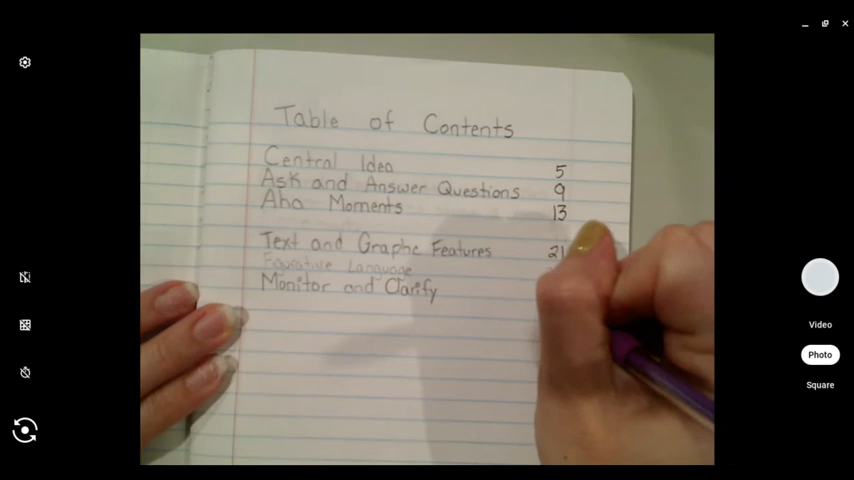 Table of Contents
Central Idea 5
Ask and Answer Questions 9
Aha Moments 13
Text and Graphc Features 21
Figurative Language
Monitor and Clarify
Video
Photo
Square